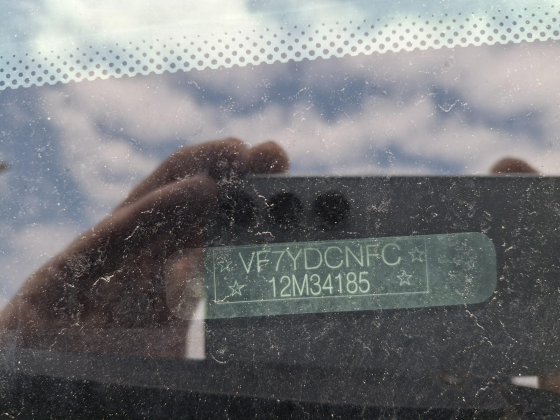 ☆ VF7YDCNFC ☆
☆ 12M34185 ☆